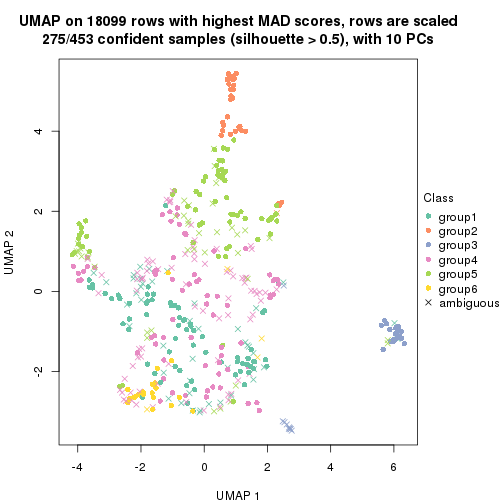 UMAP on 18099 rows with highest MAD scores, rows are scaled
275/453 confident samples (silhouette > 0.5), with 10 PCs
UMAP 2
4
2
0
-2
-4
-2
0
2
4
6
UMAP 1
Class
group1
group2
group3
group4
group5
group6
ambiguous